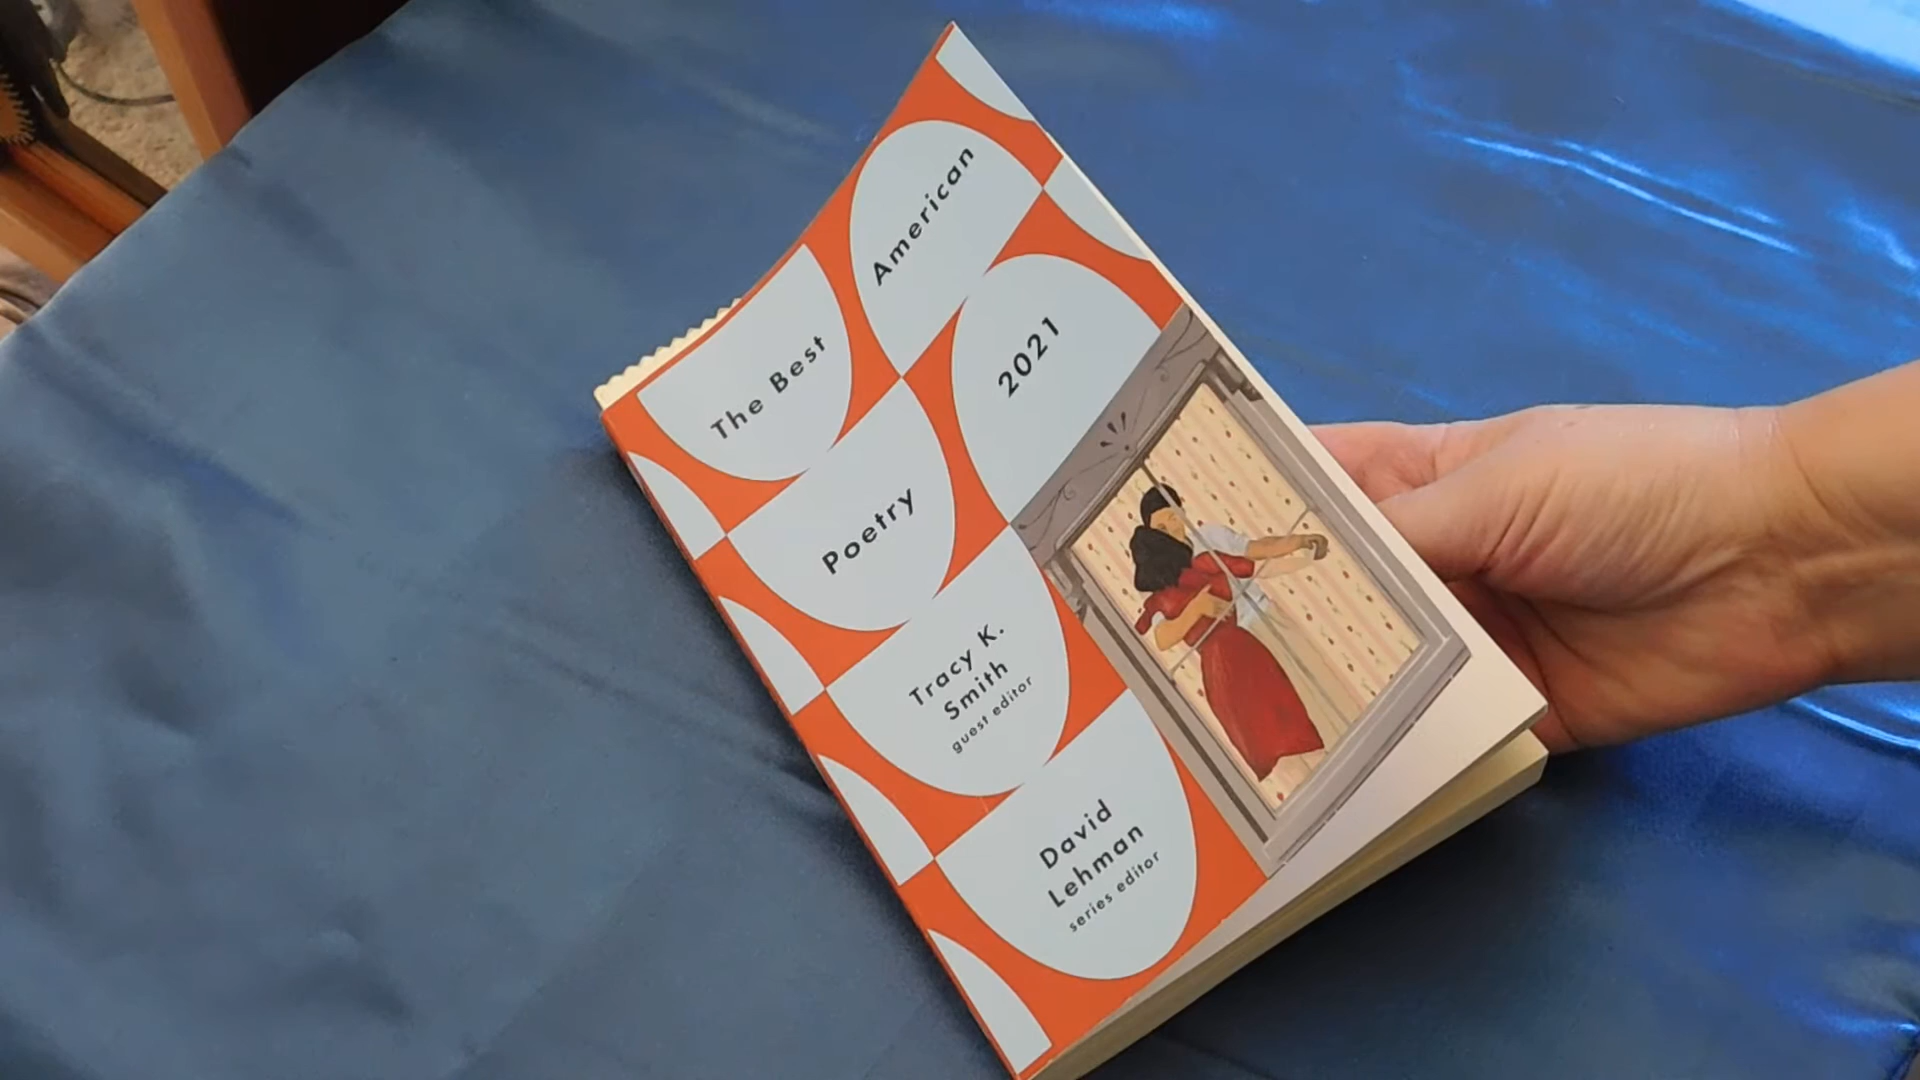 The Best
American
Poetry
2021
Tracy K.
Smith
guest editor
David
Lehman
series editor